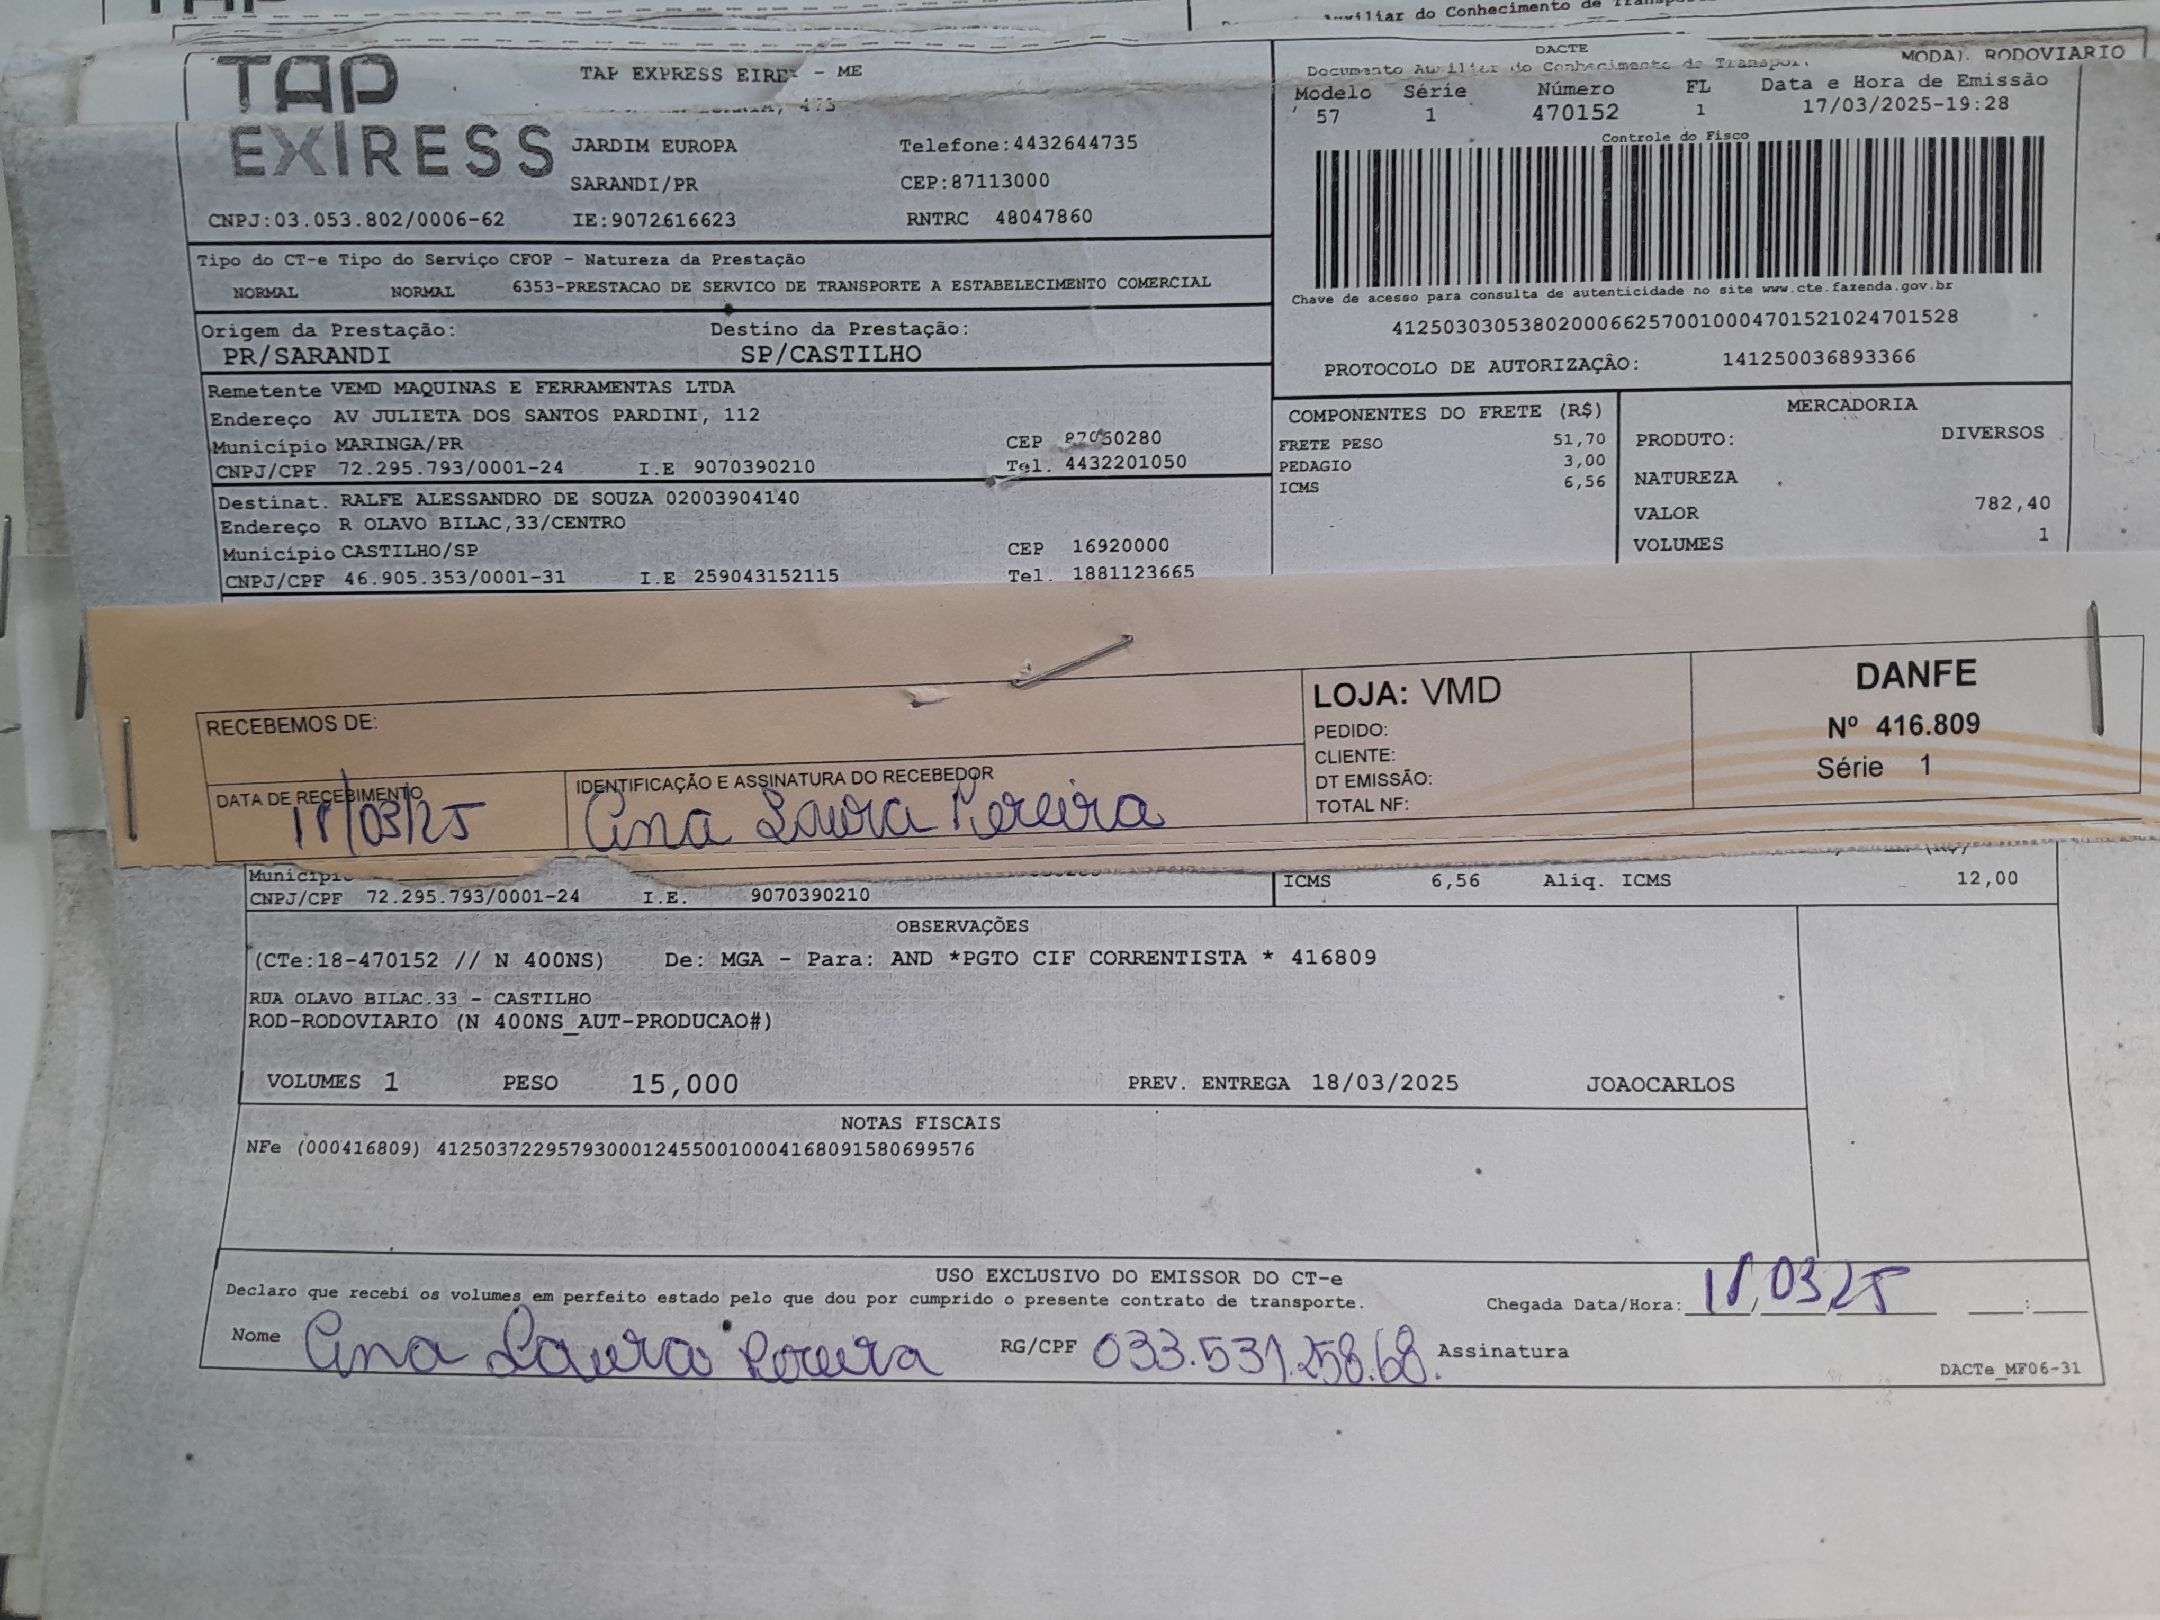 Auxiliar do Conhecimento de
TAP
EXPRESS
TAP EXPRESS EIRE - ME
473
JARDIM EUROPA Telefone:4432644735
SARANDI/PR CEP:87113000
CNPJ:03.053.802/0006-62 IE:9072616623 RNTRC 48047860
DACTE
Documento Auxiliar do Conhecimento de Transpor MODAL RODOVIARIO
Modelo Série Número FL Data e Hora de Emissão
57 1 470152 1 17/03/2025-19:28
Controle do Fisco
Chave de acesso para consulta de autenticidade no site www.cte.fazenda.gov.br
41250303053802000662570010004701521024701528
PROTOCOLO DE AUTORIZAÇÂO: 141250036893366
Tipo do CT-e Tipo do Serviço CFOP - Natureza da Prestação
NORMAL NORMAL 6353-PRESTACAO DE SERVICO DE TRANSPORTE A ESTABELECIMENTO COMERCIAL
Origem da Prestação: Destino da Prestação:
PR/SARANDI SP/CASTILHO
Remetente VEMD MAQUINAS E FERRAMENTAS LTDA
Endereço AV JULIETA DOS SANTOS PARDINI, 112
Município MARINGA/PR CEP 87050280
CNPJ/CPF 72.295.793/0001-24 I.E 9070390210 Tel. 4432201050
Destinat. RALFE ALESSANDRO DE SOUZA 02003904140
Endereço R OLAVO BILAC,33/CENTRO
Município CASTILHO/SP CEP 16920000
CNPJ/CPF 46.905.353/0001-31 I.E 259043152115 Tel. 1881123665
COMPONENTES DO FRETE (R$)
FRETE PESO 51,70
PEDAGIO 3,00
ICMS 6,56
MERCADORIA
PRODUTO: DIVERSOS
NATUREZA
VALOR 782,40
VOLUMES 1
RECEBEMOS DE:
DATA DE RECEBIMENTO
18/03/25
IDENTIFICAÇÃO E ASSINATURA DO RECEBEDOR
Ana Laura Pereira
LOJA: VMD
PEDIDO:
CLIENTE:
DT EMISSÃO:
TOTAL NF:
DANFE
Nº 416.809
Série 1
CNPJ/CPF 72.295.793/0001-24 I.E. 9070390210
ICMS 6,56 Aliq. ICMS 12,00
OBSERVAÇÕES
(CTe:18-470152 // N 400NS) De: MGA - Para: AND *PGTO CIF CORRENTISTA * 416809
RUA OLAVO BILAC.33 - CASTILHO
ROD-RODOVIARIO (N 400NS_AUT-PRODUCAO#)
VOLUMES 1 PESO 15,000 PREV. ENTREGA 18/03/2025 JOAOCARLOS
NOTAS FISCAIS
NFe (000416809) 41250372295793000124550010004168091580699576
USO EXCLUSIVO DO EMISSOR DO CT-e
Declaro que recebi os volumes em perfeito estado pelo que dou por cumprido o presente contrato de transporte. Chegada Data/Hora: 18/03/25 :
Nome Ana Laura Pereira RG/CPF 033.531.258.68. Assinatura
DACTe_MF06-31